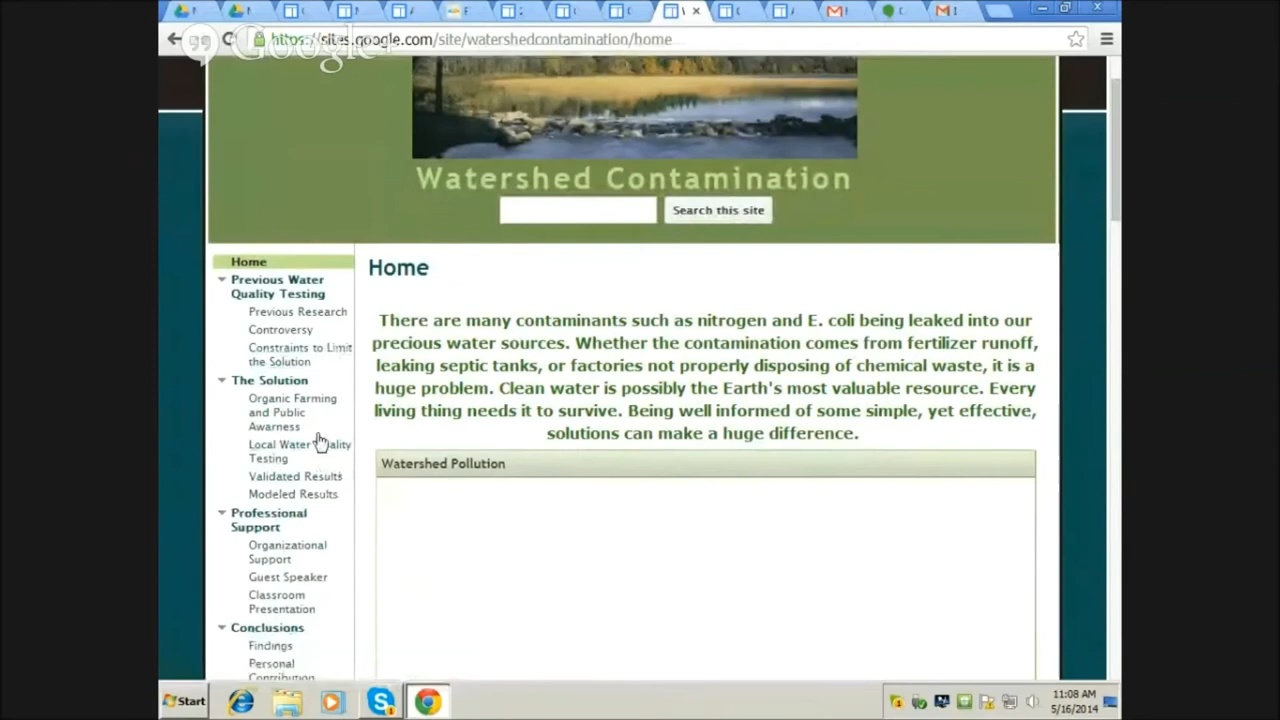 https://sites.google.com/site/watershedcontamination/home
Google+
Watershed Contamination
Search this site
Home
Previous Water
Quality Testing
Previous Research
Controversy
Constraints to Limit
the Solution
The Solution
Organic Farming
and Public
Awarness
Local Water Quality
Testing
Validated Results
Modeled Results
Professional
Support
Organizational
Support
Guest Speaker
Classroom
Presentation
Conclusions
Findings
Personal
Contribution
Home
There are many contaminants such as nitrogen and E. coli being leaked into our
precious water sources. Whether the contamination comes from fertilizer runoff,
leaking septic tanks, or factories not properly disposing of chemical waste, it is a
huge problem. Clean water is possibly the Earth's most valuable resource. Every
living thing needs it to survive. Being well informed of some simple, yet effective,
solutions can make a huge difference.
Watershed Pollution
Start
11:08 AM
5/16/2014